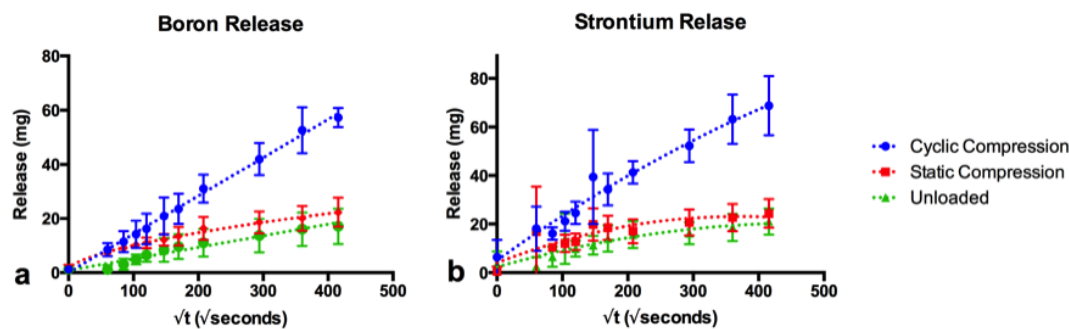 Boron Release
80
60
40
20
0
Release (mg)
0 100 200 300 400 500
√t (√seconds)
a
Strontium Relase
80
60
40
20
0
Release (mg)
0 100 200 300 400 500
√t (√seconds)
b
Cyclic Compression
Static Compression
Unloaded